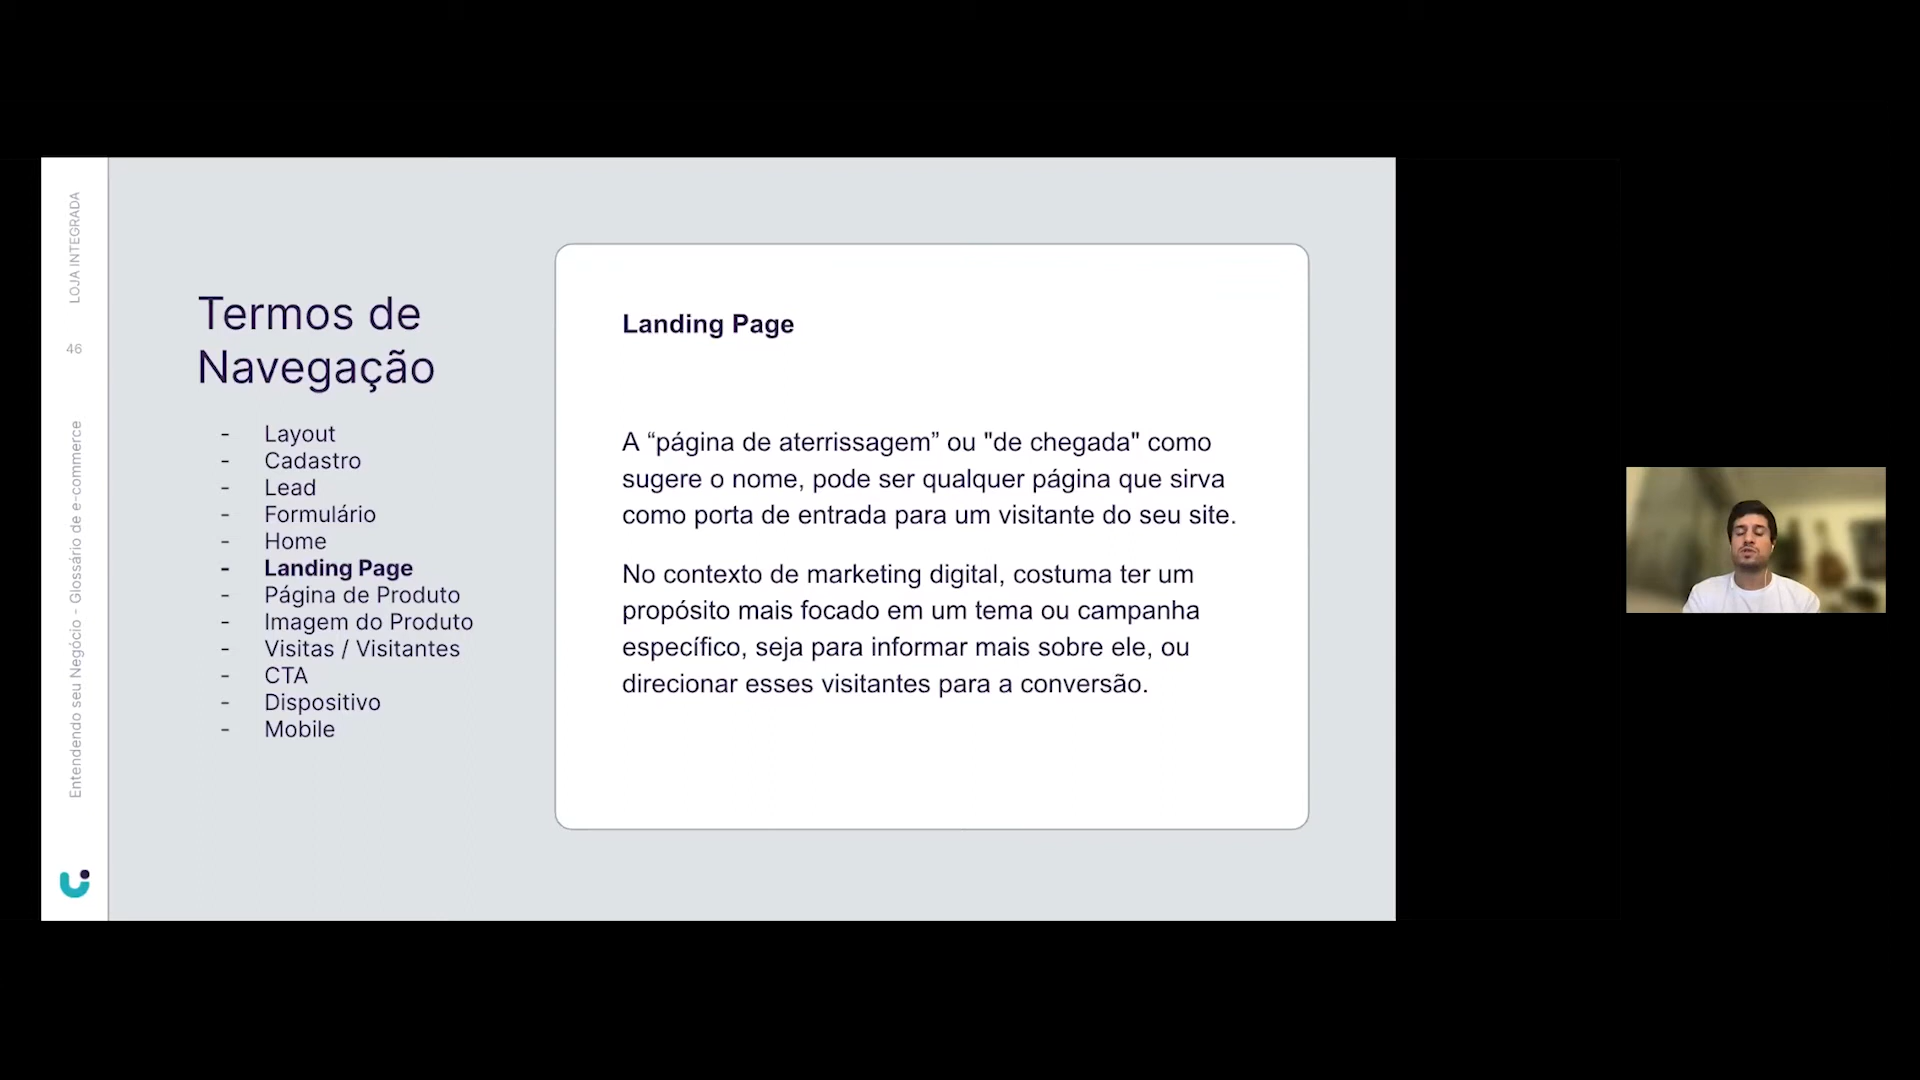 LOJA INTEGRADA
46
Entendendo seu Negócio - Glossário de e-commerce
Termos de
Navegação
- Layout
- Cadastro
- Lead
- Formulário
- Home
- Landing Page
- Página de Produto
- Imagem do Produto
- Visitas / Visitantes
- CTA
- Dispositivo
- Mobile
Landing Page
A “página de aterrissagem” ou "de chegada" como
sugere o nome, pode ser qualquer página que sirva
como porta de entrada para um visitante do seu site.
No contexto de marketing digital, costuma ter um
propósito mais focado em um tema ou campanha
específico, seja para informar mais sobre ele, ou
direcionar esses visitantes para a conversão.